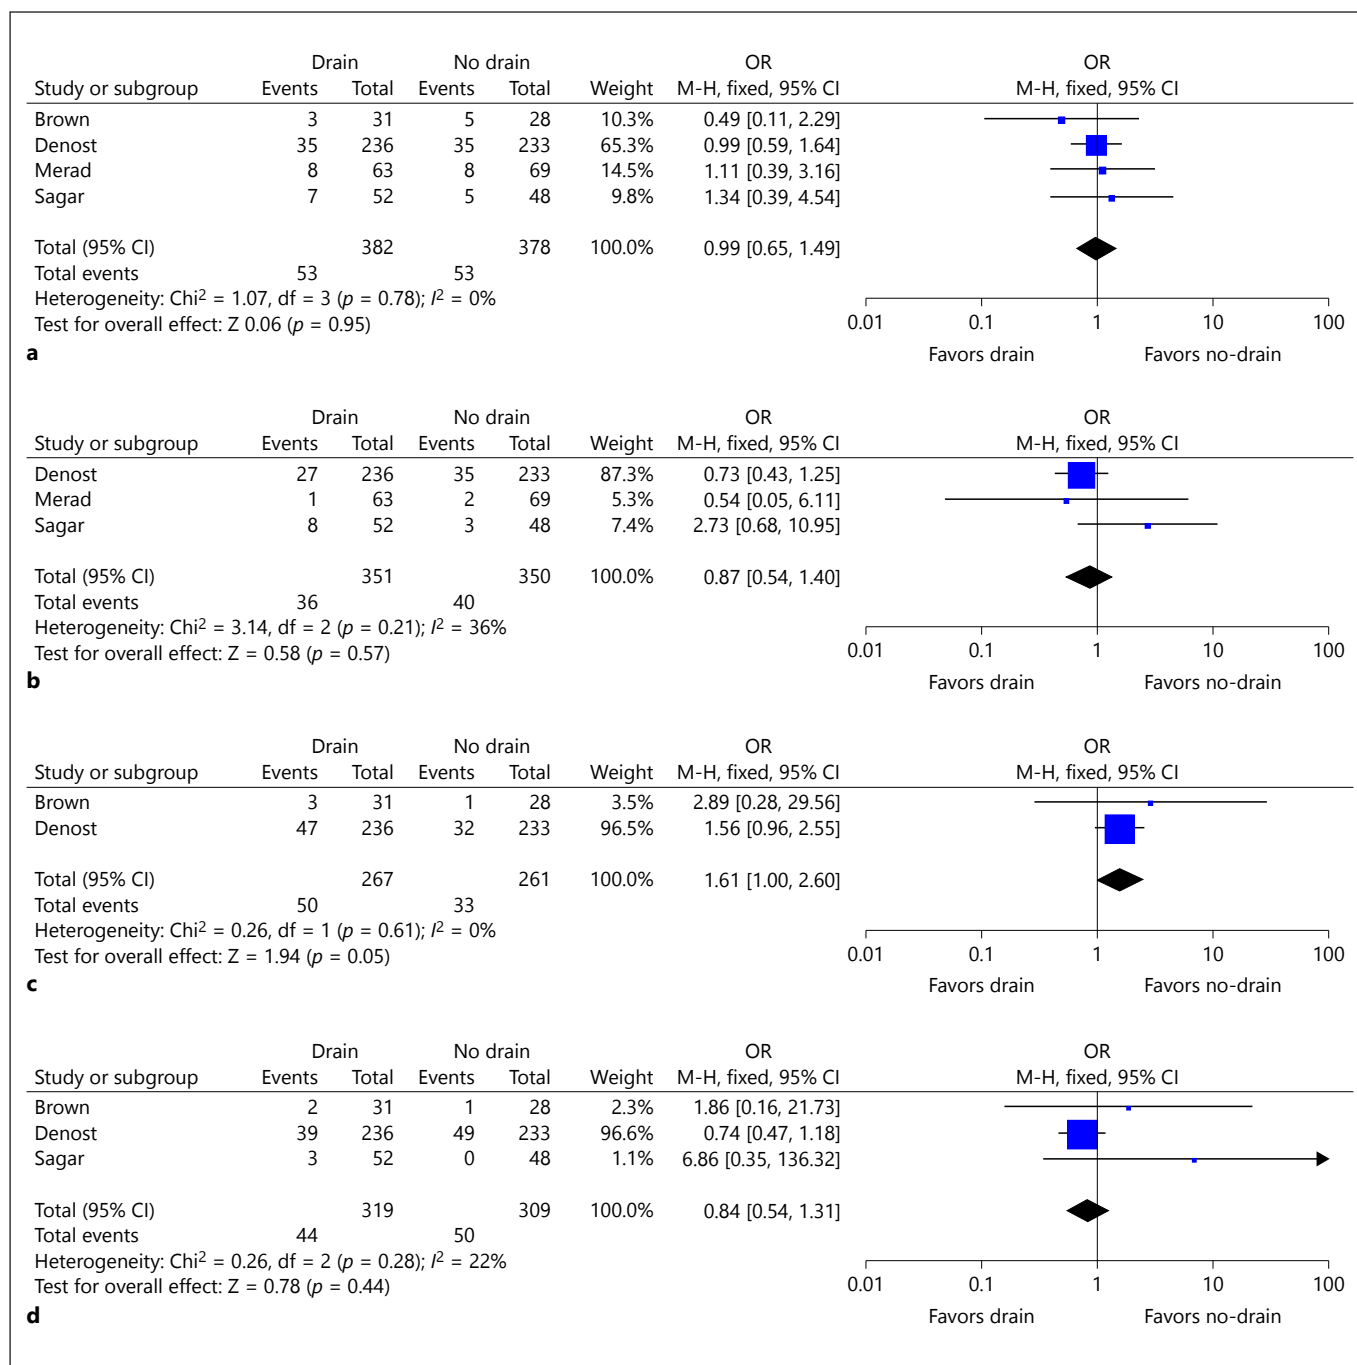 Drain No drain OR OR
Study or subgroup Events Total Events Total Weight M-H, fixed, 95% CI M-H, fixed, 95% CI
Brown 3 31 5 28 10.3% 0.49 [0.11, 2.29]
Denost 35 236 35 233 65.3% 0.99 [0.59, 1.64]
Merad 8 63 8 69 14.5% 1.11 [0.39, 3.16]
Sagar 7 52 5 48 9.8% 1.34 [0.39, 4.54]
Total (95% CI) 382 378 100.0% 0.99 [0.65, 1.49]
Total events 53 53
Heterogeneity: Chi² = 1.07, df = 3 (p = 0.78); I² = 0%
Test for overall effect: Z 0.06 (p = 0.95)
0.01 0.1 1 10 100
Favors drain Favors no-drain
a
Drain No drain OR OR
Study or subgroup Events Total Events Total Weight M-H, fixed, 95% CI M-H, fixed, 95% CI
Denost 27 236 35 233 87.3% 0.73 [0.43, 1.25]
Merad 1 63 2 69 5.3% 0.54 [0.05, 6.11]
Sagar 8 52 3 48 7.4% 2.73 [0.68, 10.95]
Total (95% CI) 351 350 100.0% 0.87 [0.54, 1.40]
Total events 36 40
Heterogeneity: Chi² = 3.14, df = 2 (p = 0.21); I² = 36%
Test for overall effect: Z = 0.58 (p = 0.57)
0.01 0.1 1 10 100
Favors drain Favors no-drain
b
Drain No drain OR OR
Study or subgroup Events Total Events Total Weight M-H, fixed, 95% CI M-H, fixed, 95% CI
Brown 3 31 1 28 3.5% 2.89 [0.28, 29.56]
Denost 47 236 32 233 96.5% 1.56 [0.96, 2.55]
Total (95% CI) 267 261 100.0% 1.61 [1.00, 2.60]
Total events 50 33
Heterogeneity: Chi² = 0.26, df = 1 (p = 0.61); I² = 0%
Test for overall effect: Z = 1.94 (p = 0.05)
0.01 0.1 1 10 100
Favors drain Favors no-drain
c
Drain No drain OR OR
Study or subgroup Events Total Events Total Weight M-H, fixed, 95% CI M-H, fixed, 95% CI
Brown 2 31 1 28 2.3% 1.86 [0.16, 21.73]
Denost 39 236 49 233 96.6% 0.74 [0.47, 1.18]
Sagar 3 52 0 48 1.1% 6.86 [0.35, 136.32]
Total (95% CI) 319 309 100.0% 0.84 [0.54, 1.31]
Total events 44 50
Heterogeneity: Chi² = 0.26, df = 2 (p = 0.28); I² = 22%
Test for overall effect: Z = 0.78 (p = 0.44)
0.01 0.1 1 10 100
Favors drain Favors no-drain
d